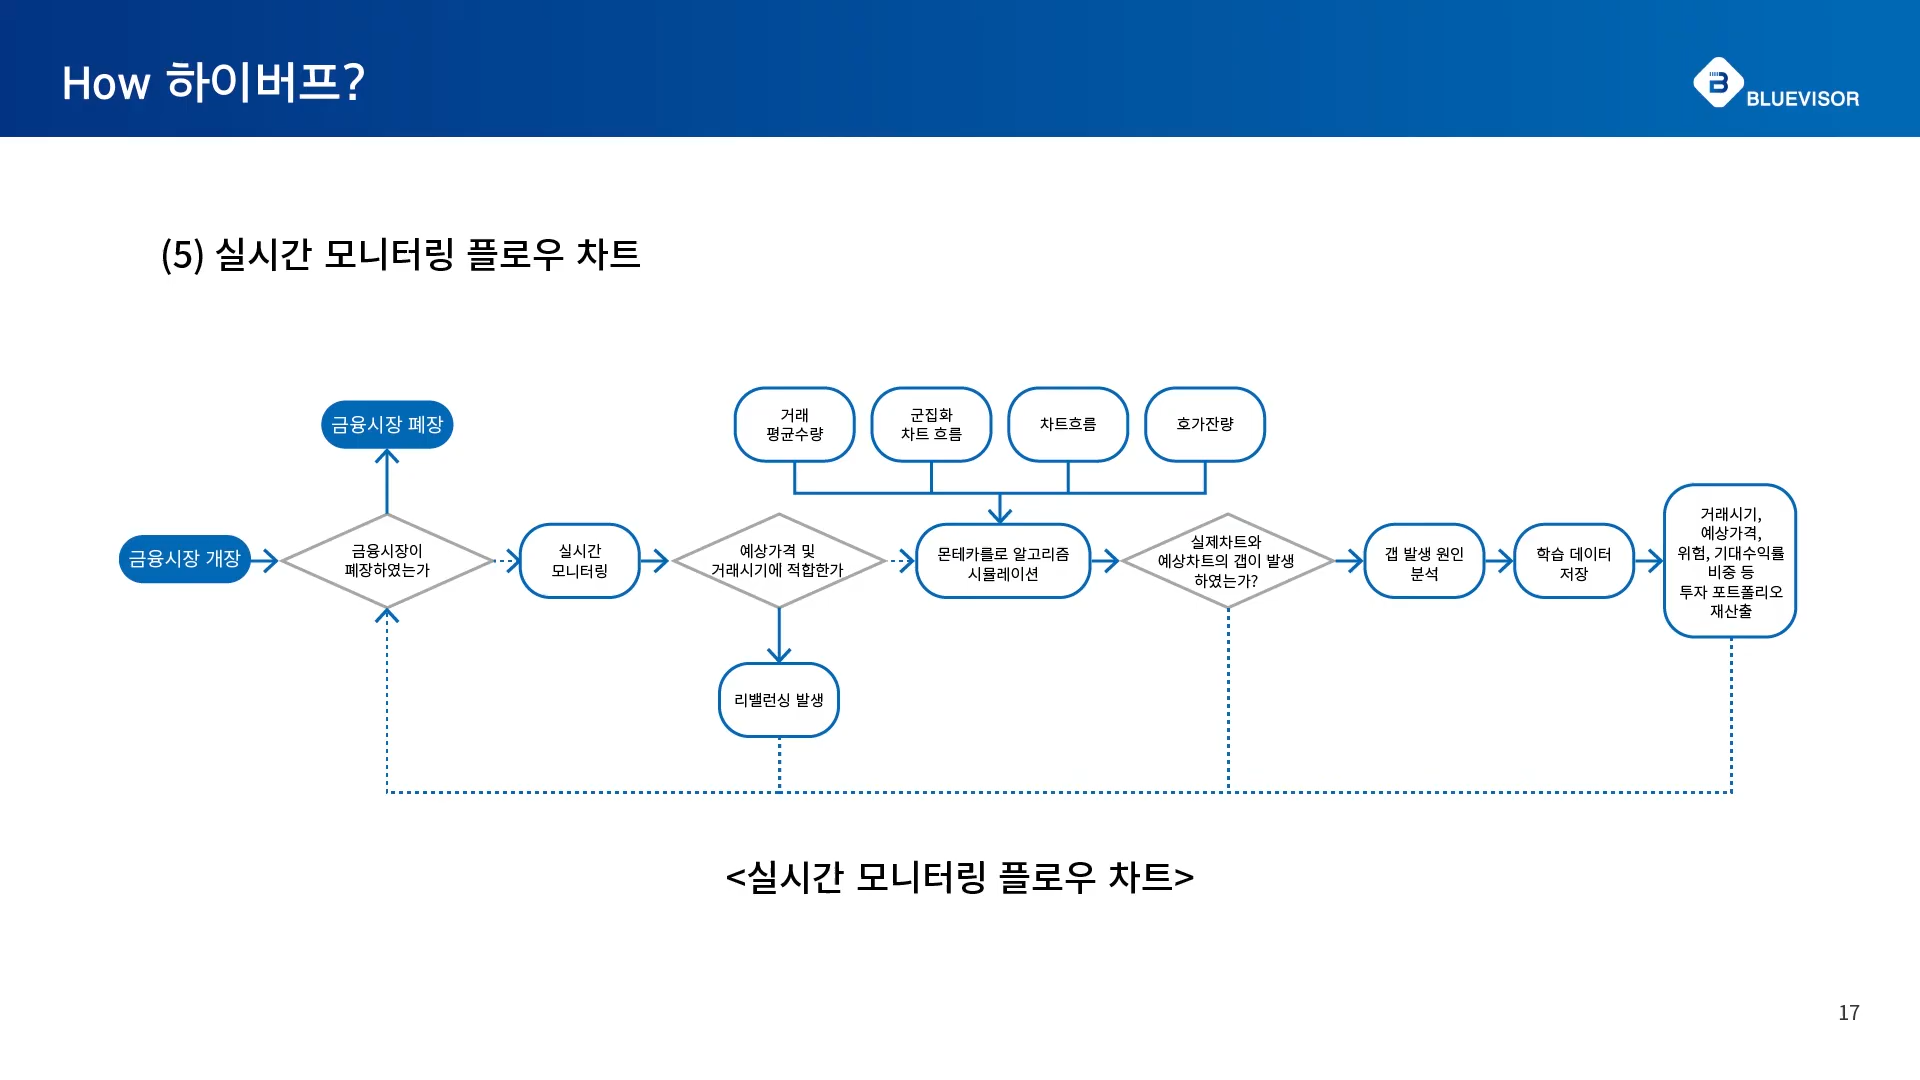 How 하이버프?
BLUEVISOR
(5) 실시간 모니터링 플로우 차트
금융시장 폐장
거래
평균수량
군집화
차트 흐름
차트흐름
호가잔량
금융시장 개장
금융시장이
폐장하였는가
실시간
모니터링
예상가격 및
거래시기에 적합한가
몬테카를로 알고리즘
시뮬레이션
실제차트와
예상차트의 갭이 발생
하였는가?
갭 발생 원인
분석
학습 데이터
저장
거래시기,
예상가격,
위험, 기대수익률
비중 등
투자 포트폴리오
재산출
리밸런싱 발생
<실시간 모니터링 플로우 차트>
17